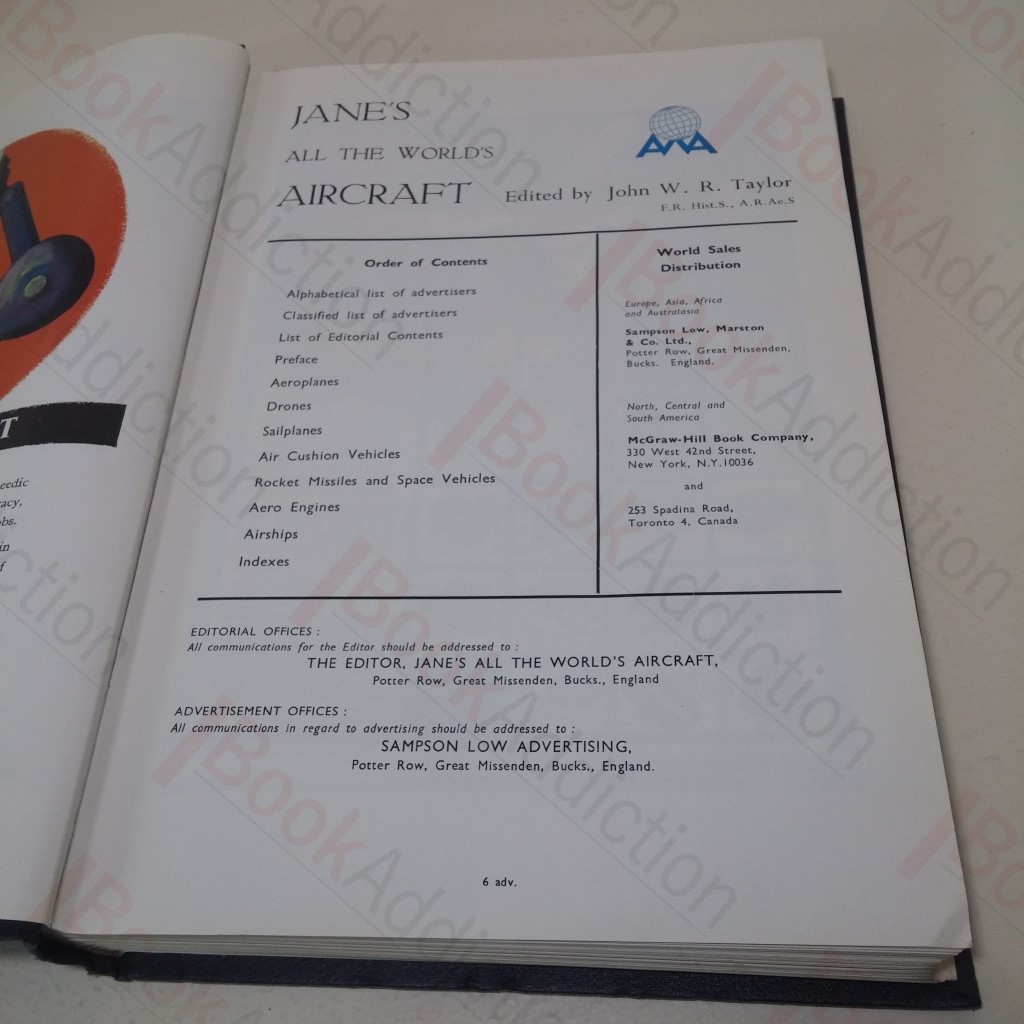 T
eedic
acy,
obs.
in
f
JANE'S
ALL THE WORLD'S
AIRCRAFT Edited by John W. R. Taylor
F.R. Hist.S., A.R.Ae.S
Order of Contents
Alphabetical list of advertisers
Classified list of advertisers
List of Editorial Contents
Preface
Aeroplanes
Drones
Sailplanes
Air Cushion Vehicles
Rocket Missiles and Space Vehicles
Aero Engines
Airships
Indexes
World Sales
Distribution
Europe, Asia, Africa
and Australasia
Sampson Low, Marston
& Co. Ltd.,
Potter Row, Great Missenden,
Bucks. England.
North, Central and
South America
McGraw-Hill Book Company,
330 West 42nd Street,
New York, N.Y.10036
and
253 Spadina Road,
Toronto 4, Canada
EDITORIAL OFFICES :
All communications for the Editor should be addressed to :
THE EDITOR, JANE'S ALL THE WORLD'S AIRCRAFT,
Potter Row, Great Missenden, Bucks., England
ADVERTISEMENT OFFICES :
All communications in regard to advertising should be addressed to :
SAMPSON LOW ADVERTISING,
Potter Row, Great Missenden, Bucks., England.
6 adv.
BookAddiction